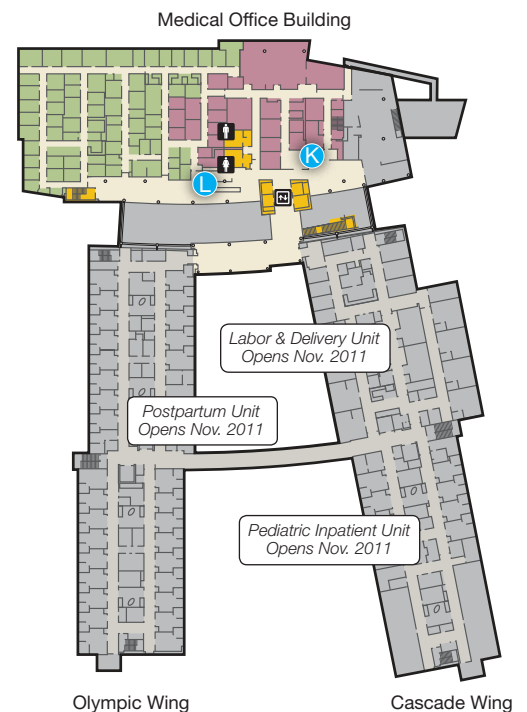 Medical Office Building
K
L
Labor & Delivery Unit
Opens Nov. 2011
Postpartum Unit
Opens Nov. 2011
Pediatric Inpatient Unit
Opens Nov. 2011
Olympic Wing
Cascade Wing